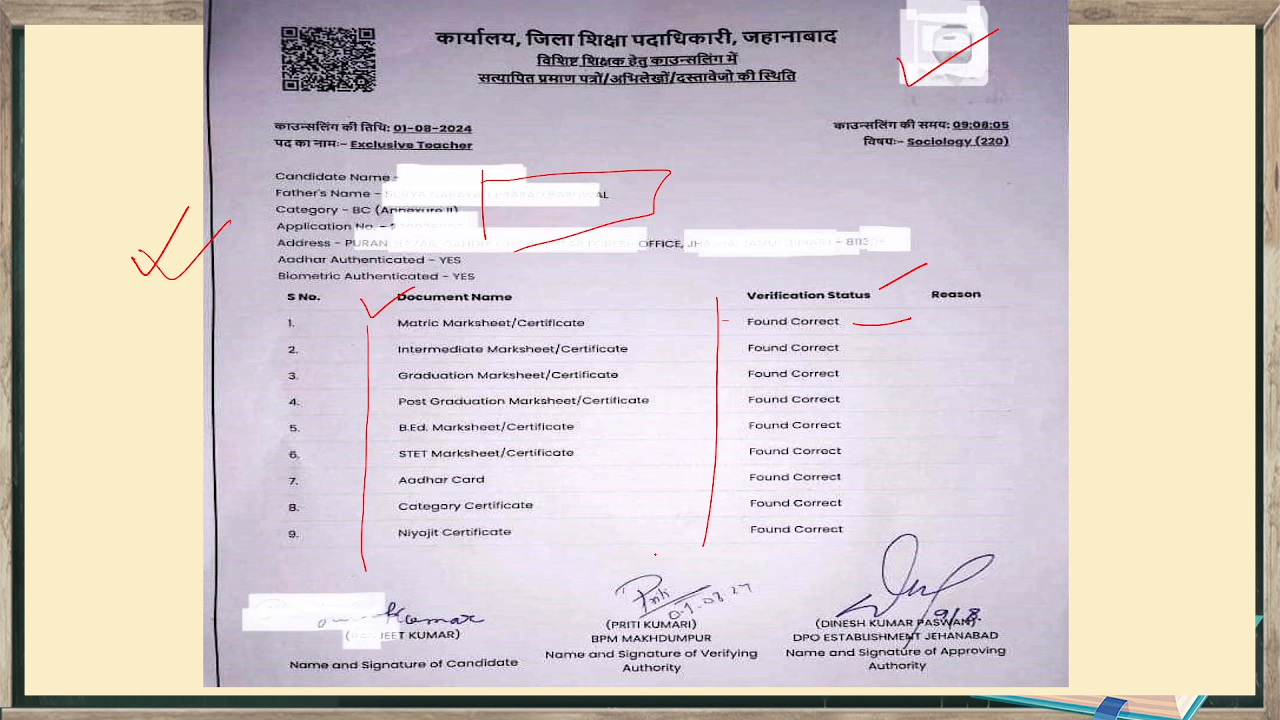 कार्यालय, जिला शिक्षा पदाधिकारी, जहानाबाद
विशिष्ट शिक्षक हेतु काउन्सलिंग में
सत्यापित प्रमाण पत्रों/अभिलेखों/दस्तावेजो की स्थिति
काउन्सलिंग की तिथि: 01-08-2024
काउन्सलिंग की समय: 09:08:05
पद का नामः- Exclusive Teacher
विषयः- Sociology (220)
Candidate Name -
Father's Name -
Category - BC (Annexure II)
Application No. -
Address - PURAN OFFICE,
Aadhar Authenticated - YES
Biometric Authenticated - YES
S No. Document Name Verification Status Reason
1. Matric Marksheet/Certificate Found Correct
2. Intermediate Marksheet/Certificate Found Correct
3. Graduation Marksheet/Certificate Found Correct
4. Post Graduation Marksheet/Certificate Found Correct
5. B.Ed. Marksheet/Certificate Found Correct
6. STET Marksheet/Certificate Found Correct
7. Aadhar Card Found Correct
8. Category Certificate Found Correct
9. Niyojit Certificate Found Correct
Kumar
9/8
KUMAR)
(PRITI KUMARI)
(DINESH KUMAR PASWAN)
BPM MAKHDUMPUR
DPO ESTABLISHMENT JEHANABAD
Name and Signature of Candidate
Name and Signature of Verifying
Authority
Name and Signature of Approving
Authority